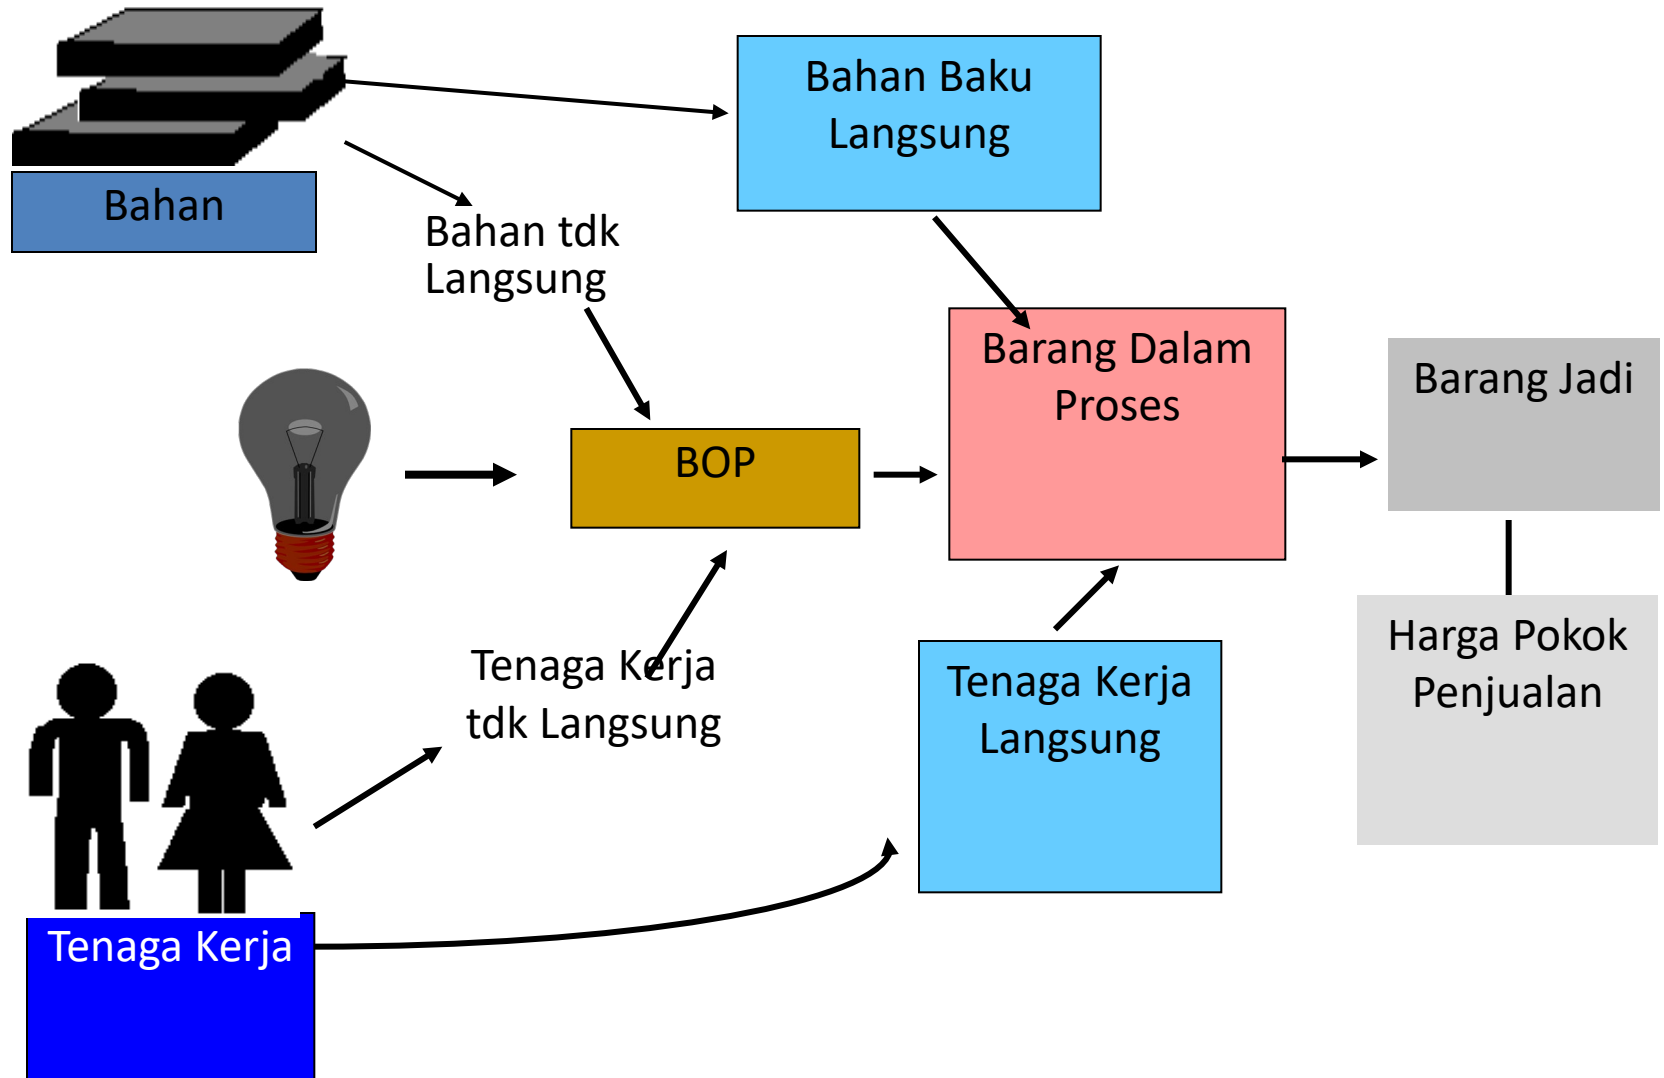 Bahan Baku
Langsung
Bahan
Bahan tdk
Langsung
Barang Dalam
Proses
Barang Jadi
BOP
Harga Pokok
Penjualan
Tenaga Kerja
tdk Langsung
Tenaga Kerja
Langsung
Tenaga Kerja